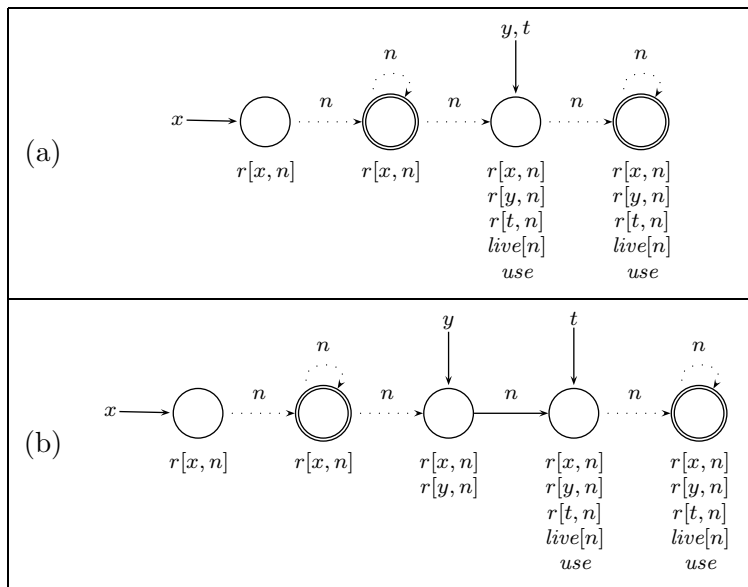 y, t
n n
x n n n
(a)
r[x, n] r[x, n] r[x, n] r[x, n]
r[y, n] r[y, n]
r[t, n] r[t, n]
live[n] live[n]
use use
y t
n n
x n n n n
(b)
r[x, n] r[x, n] r[x, n] r[x, n] r[x, n]
r[y, n] r[y, n] r[y, n]
r[t, n] r[t, n]
live[n] live[n]
use use